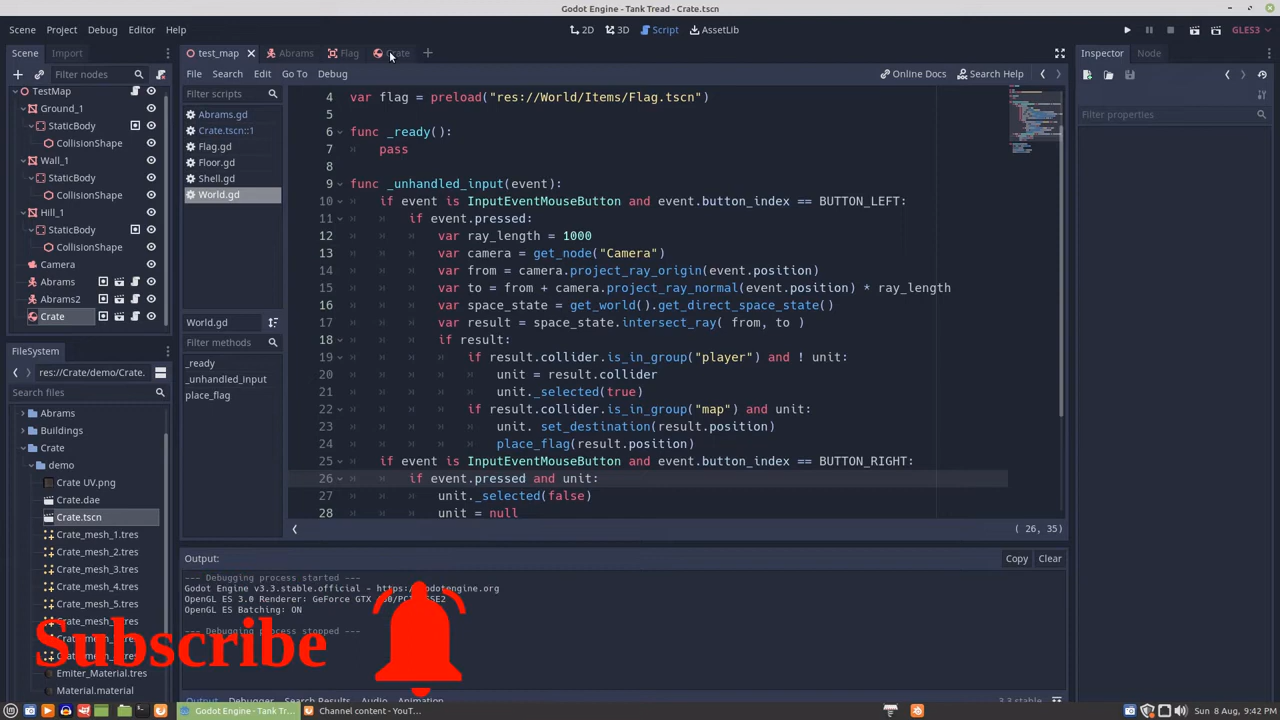 Godot Engine - Tank Tread - Crate.tscn
Scene Project Debug Editor Help
2D 3D Script AssetLib
GLES3
Scene Import
test_map Abrams Flag Crate
Inspector Node
Filter nodes
File Search Edit Go To Debug
Online Docs Search Help
TestMap
Ground_1
StaticBody
CollisionShape
Wall_1
StaticBody
CollisionShape
Hill_1
StaticBody
CollisionShape
Camera
Abrams
Abrams2
Crate
Filter scripts
Abrams.gd
Crate.tscn::1
Flag.gd
Floor.gd
Shell.gd
World.gd
World.gd
Filter methods
_ready
_unhandled_input
place_flag
4 var flag = preload("res://World/Items/Flag.tscn")
5
6 func _ready():
7 pass
8
9 func _unhandled_input(event):
10 if event is InputEventMouseButton and event.button_index == BUTTON_LEFT:
11 if event.pressed:
12 var ray_length = 1000
13 var camera = get_node("Camera")
14 var from = camera.project_ray_origin(event.position)
15 var to = from + camera.project_ray_normal(event.position) * ray_length
16 var space_state = get_world().get_direct_space_state()
17 var result = space_state.intersect_ray( from, to )
18 if result:
19 if result.collider.is_in_group("player") and ! unit:
20 unit = result.collider
21 unit._selected(true)
22 if result.collider.is_in_group("map") and unit:
23 unit. set_destination(result.position)
24 place_flag(result.position)
25 if event is InputEventMouseButton and event.button_index == BUTTON_RIGHT:
26 if event.pressed and unit:
27 unit._selected(false)
28 unit = null
( 26, 35)
Filter properties
FileSystem
res://Crate/demo/Crate.
Search files
Abrams
Buildings
Crate
demo
Crate UV.png
Crate.dae
Crate.tscn
Crate_mesh_1.tres
Crate_mesh_2.tres
Crate_mesh_3.tres
Crate_mesh_4.tres
Crate_mesh_5.tres
Emiter_Material.tres
Material.material
Output:
Copy Clear
--- Debugging process started ---
Godot Engine v3.3.stable.official -
OpenGL ES 3.0 Renderer: GeForce GTX
OpenGL ES Batching: ON
--- Debugging process stopped ---
Subscribe
Output Debugger Search Results Audio Animation
3.3.stable
Godot Engine - Tank Tr...
Channel content - YouT...
Sun 8 Aug, 9:42 PM